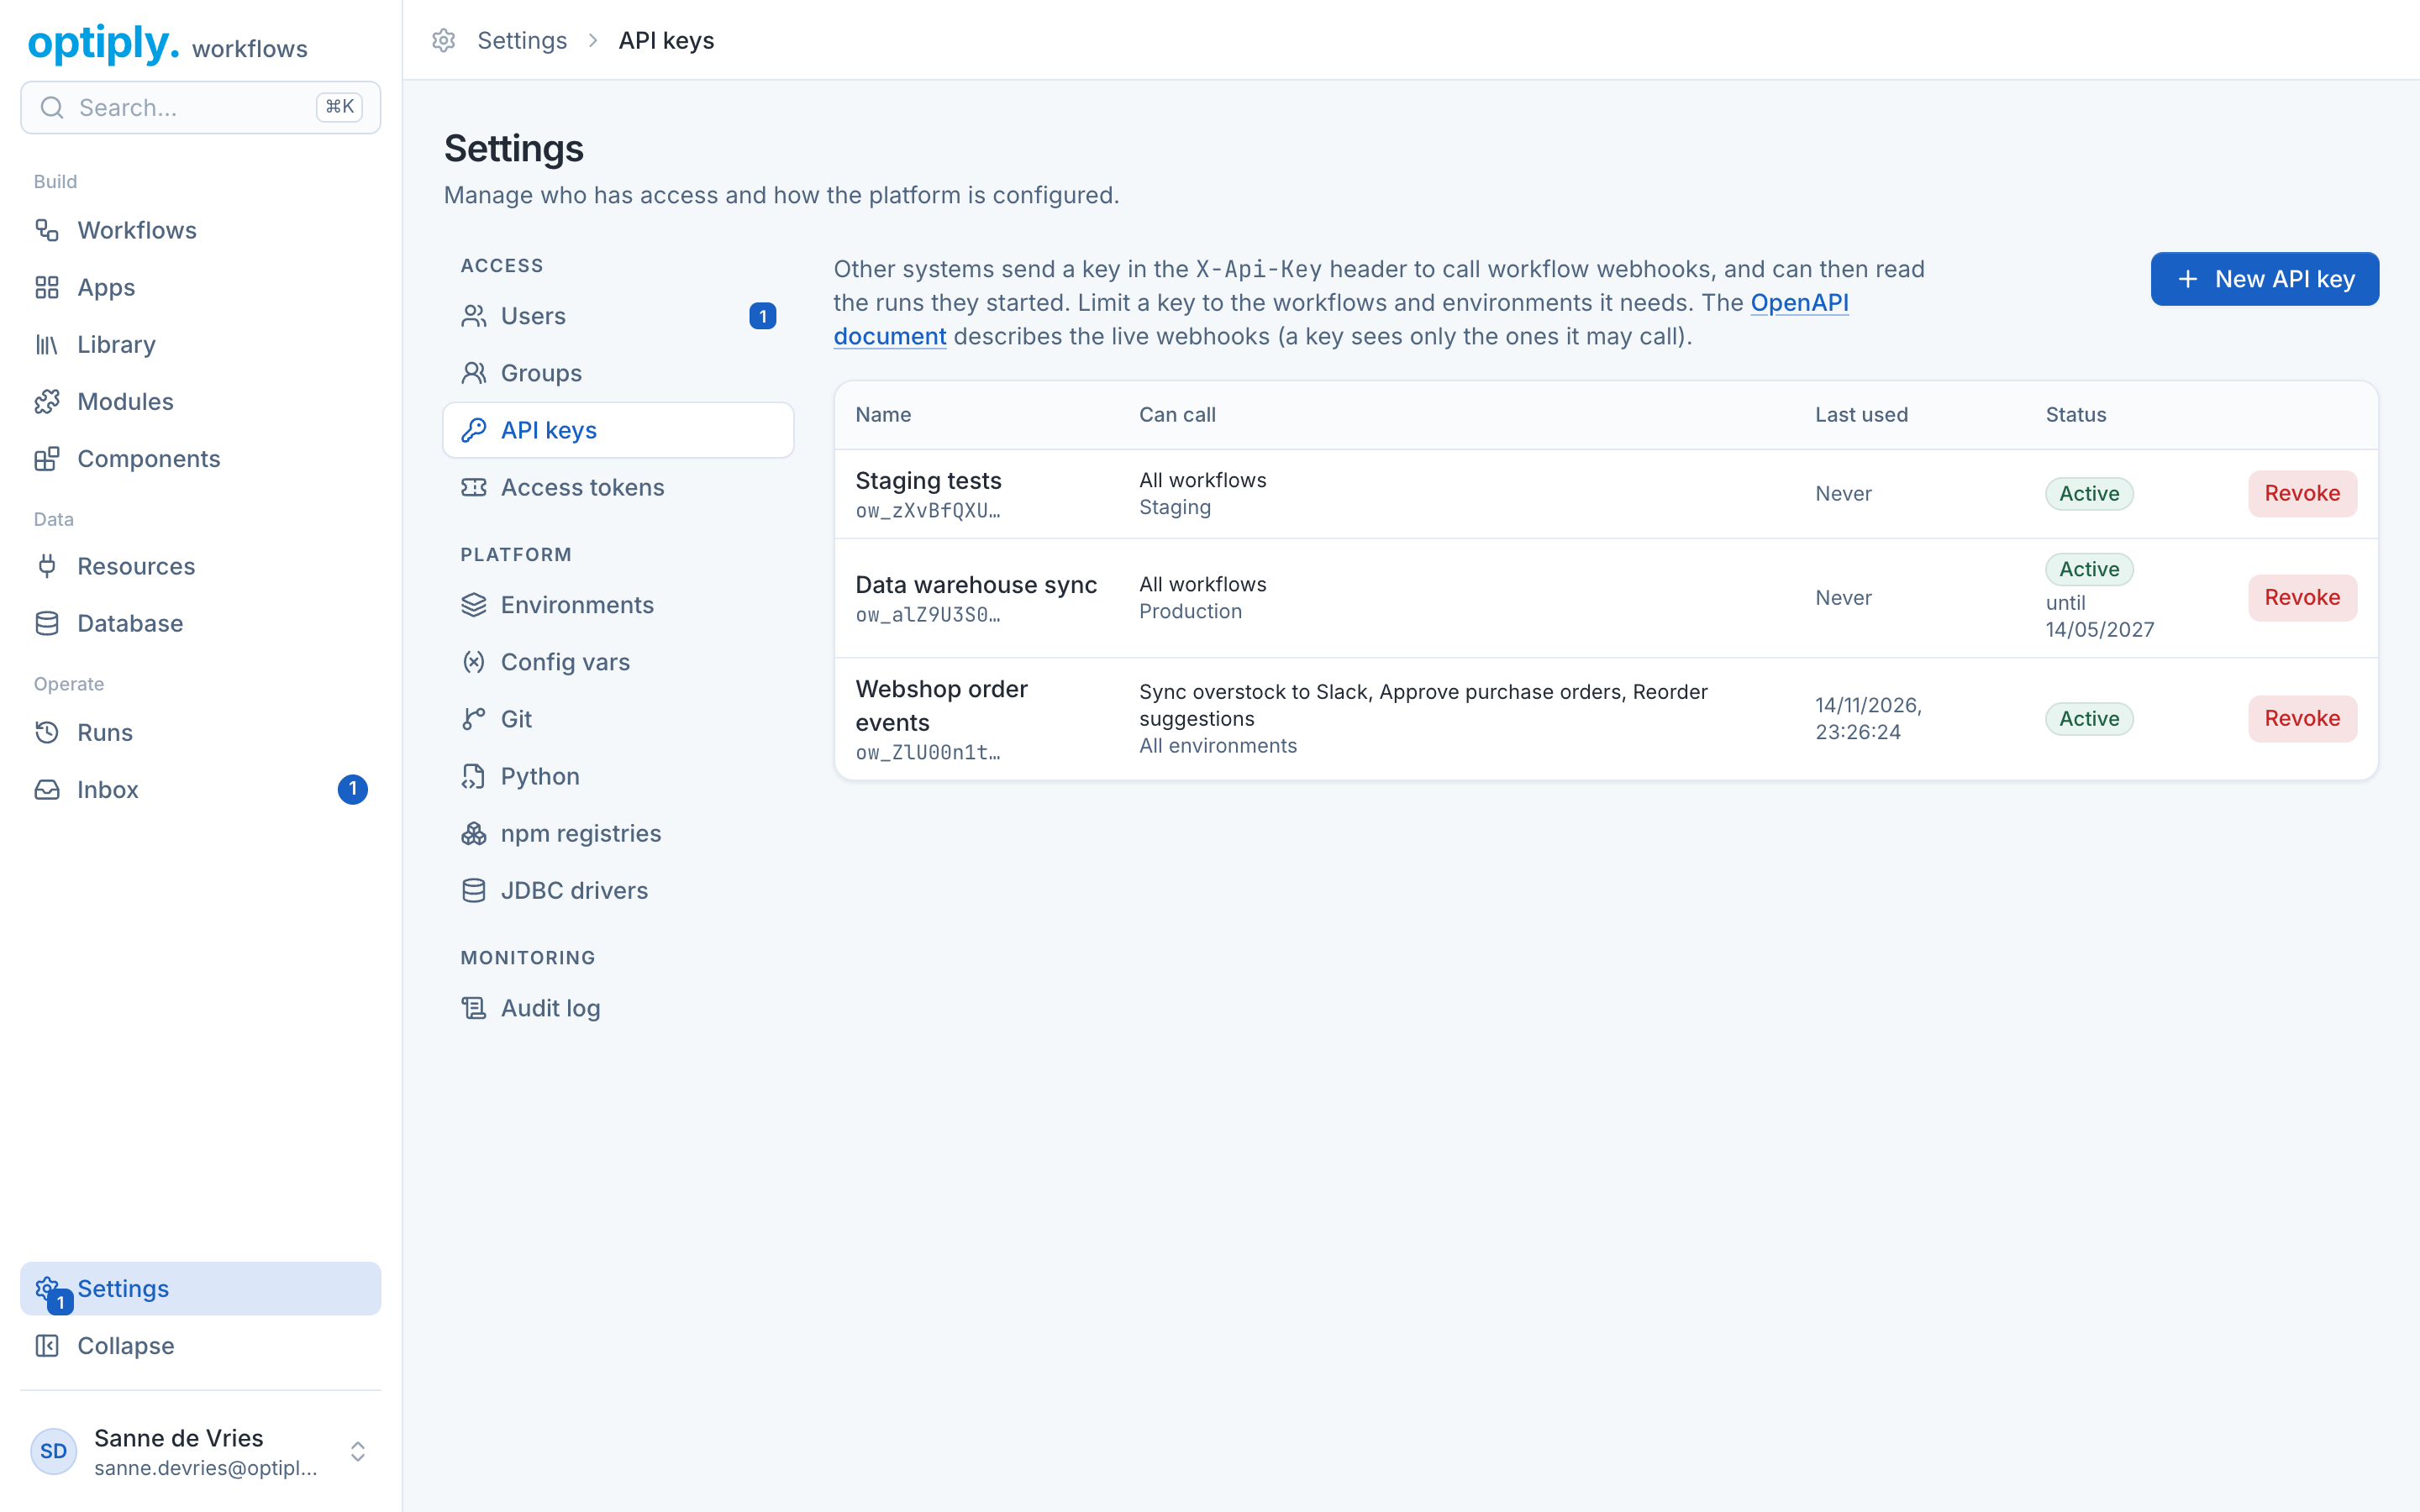 optiply. workflows
Search...
⌘K
Build
Workflows
Apps
Library
Modules
Components
Data
Resources
Database
Operate
Runs
Inbox 1
Settings
1
Collapse
SD
Sanne de Vries
sanne.devries@optipl...
Settings > API keys
Settings
Manage who has access and how the platform is configured.
ACCESS
Users 1
Groups
API keys
Access tokens
PLATFORM
Environments
Config vars
Git
Python
npm registries
JDBC drivers
MONITORING
Audit log
Other systems send a key in the X-Api-Key header to call workflow webhooks, and can then read
the runs they started. Limit a key to the workflows and environments it needs. The OpenAPI
document describes the live webhooks (a key sees only the ones it may call).
+ New API key
Name Can call Last used Status
Staging tests
ow_zXvBfQXU…
All workflows
Staging
Never
Active
Revoke
Data warehouse sync
ow_alZ9U3S0…
All workflows
Production
Never
Active
until
14/05/2027
Revoke
Webshop order
events
ow_ZlU00n1t…
Sync overstock to Slack, Approve purchase orders, Reorder
suggestions
All environments
14/11/2026,
23:26:24
Active
Revoke